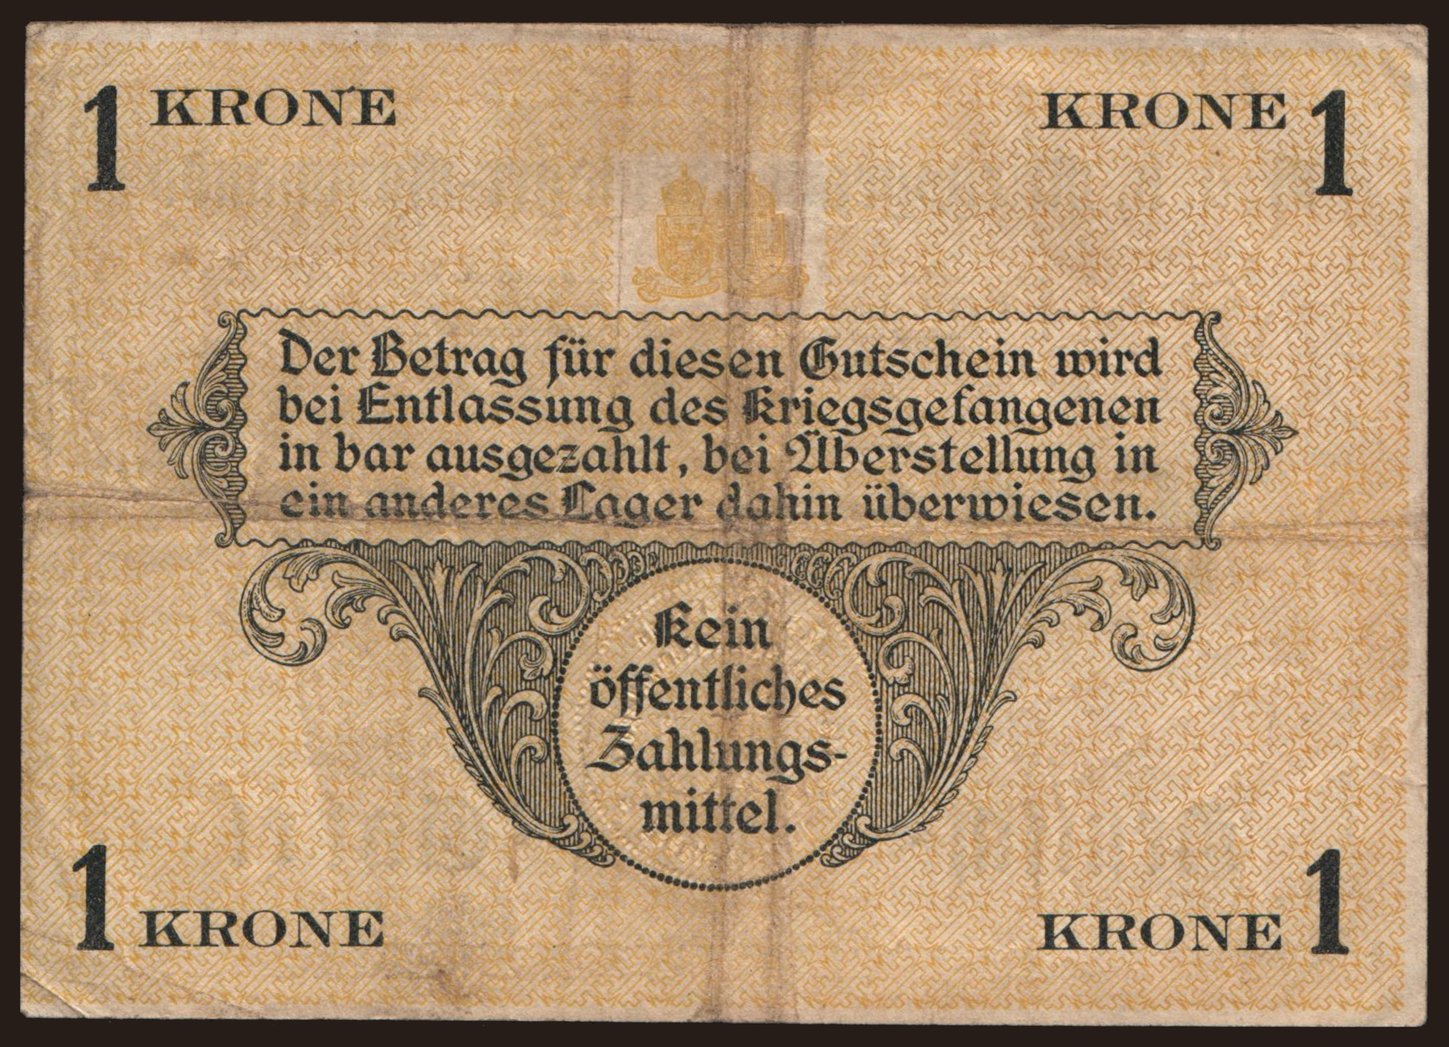 1 KRONE
KRONE 1
Der Betrag für diesen Gutschein wird
bei Entlassung des Kriegsgefangenen
in bar ausgezahlt, bei Überstellung in
ein anderes Lager dahin überwiesen.
Kein
öffentliches
Zahlungs-
mittel.
1 KRONE
KRONE 1